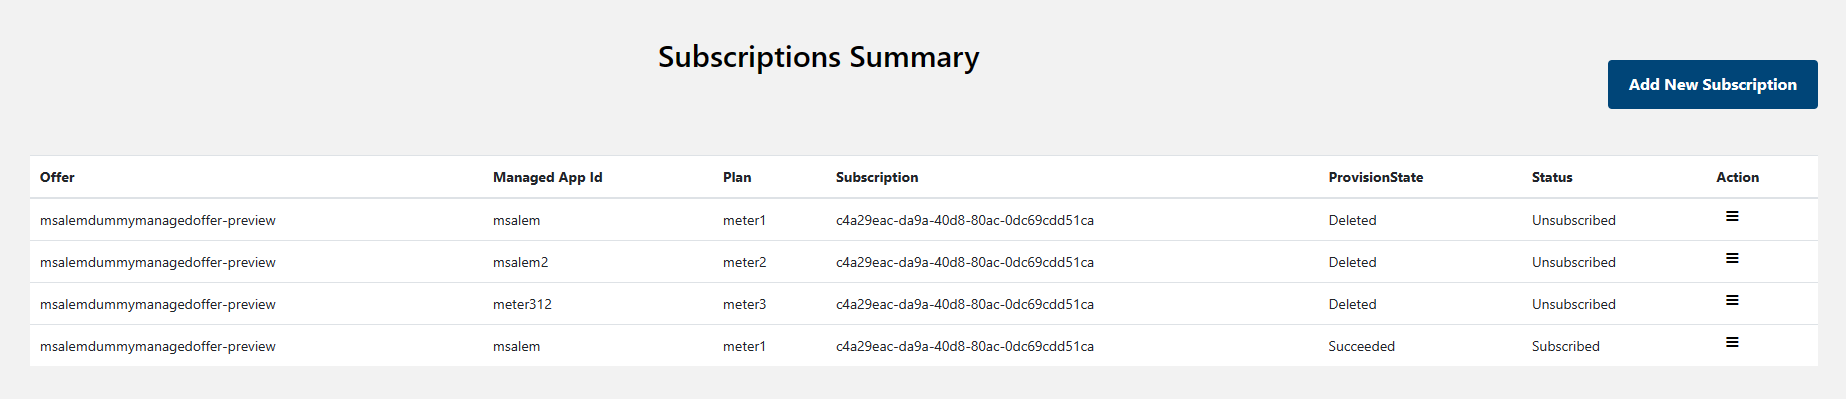 Subscriptions Summary
Add New Subscription
Offer Managed App Id Plan Subscription ProvisionState Status Action
msalemdummymanagedoffer-preview msalem meter1 c4a29eac-da9a-40d8-80ac-0dc69cdd51ca Deleted Unsubscribed
msalemdummymanagedoffer-preview msalem2 meter2 c4a29eac-da9a-40d8-80ac-0dc69cdd51ca Deleted Unsubscribed
msalemdummymanagedoffer-preview meter312 meter3 c4a29eac-da9a-40d8-80ac-0dc69cdd51ca Deleted Unsubscribed
msalemdummymanagedoffer-preview msalem meter1 c4a29eac-da9a-40d8-80ac-0dc69cdd51ca Succeeded Subscribed